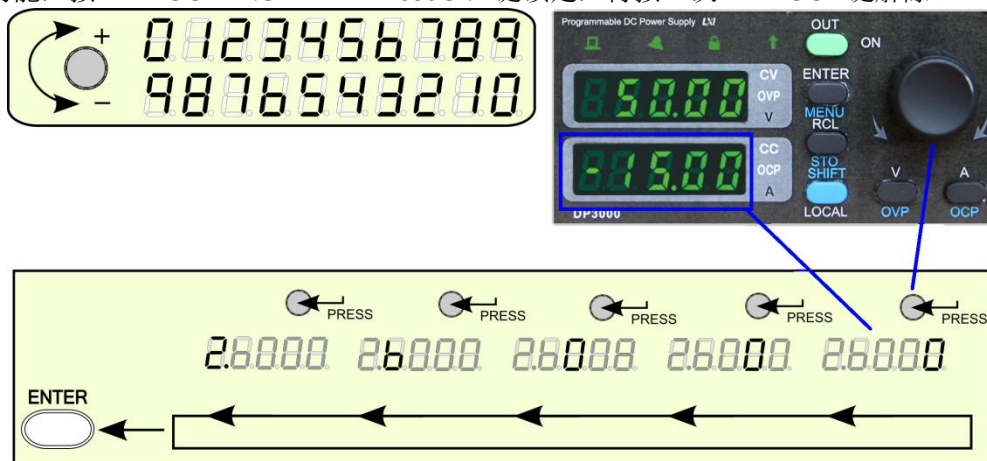 + 0123456789
− 9876543210
Programmable DC Power Supply LXI
OUT
ON
50.00
CV
OVP
V
ENTER
MENU
RCL
-15.00
CC
OCP
A
STO
SHIFT
V
A
DP3000
LOCAL
OVP
OCP
PRESS PRESS PRESS PRESS PRESS
2. 6 0 0 0
ENTER